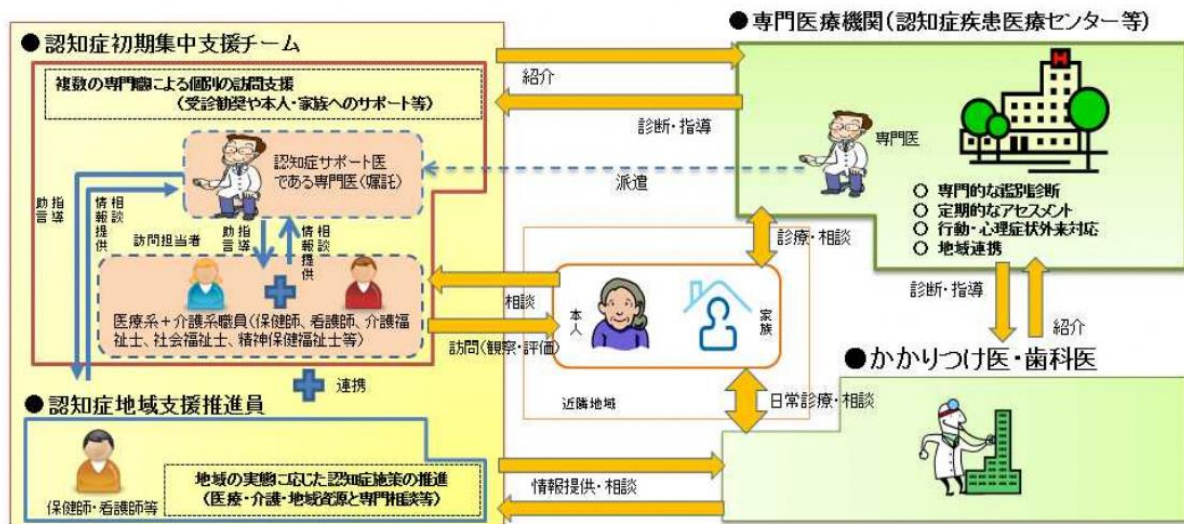 ●認知症初期集中支援チーム
複数の専門職による個別の訪問支援
(受診勧奨や本人・家族へのサポート等)
認知症サポート医
である専門医(嘱託)
指導
助言
相談
情報提供
訪問担当者
指導
助言
相談
情報提供
医療系+介護系職員(保健師、看護師、介護福
祉士、社会福祉士、精神保健福祉士等)
連携
●認知症地域支援推進員
保健師・看護師等
地域の実態に応じた認知症施策の推進
(医療・介護・地域資源と専門相談等)
紹介
診断・指導
派遣
相談
訪問(観察・評価)
本人
家族
近隣地域
診療・相談
日常診療・相談
情報提供・相談
●専門医療機関(認知症疾患医療センター等)
H
専門医
○ 専門的な鑑別診断
○ 定期的なアセスメント
○ 行動・心理症状外来対応
○ 地域連携
診断・指導
紹介
●かかりつけ医・歯科医